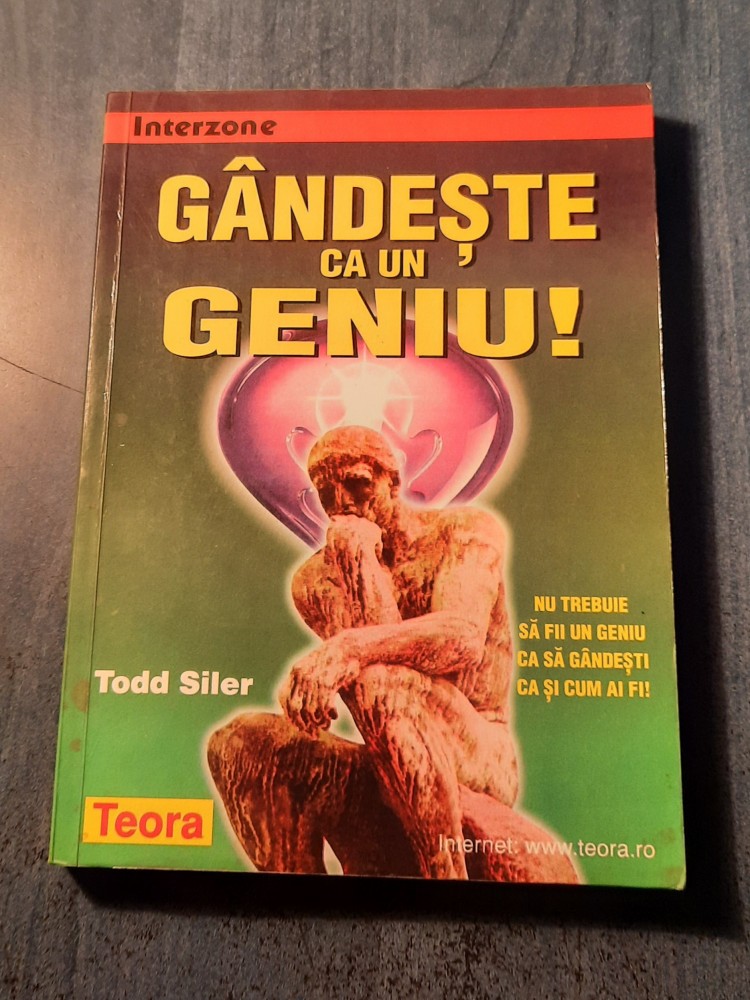 Interzone
GÂNDEȘTE
CA UN
GENIU!
NU TREBUIE
SĂ FII UN GENIU
CA SĂ GÂNDEȘTI
CA ȘI CUM AI FI!
Todd Siler
Teora
Internet: www.teora.ro